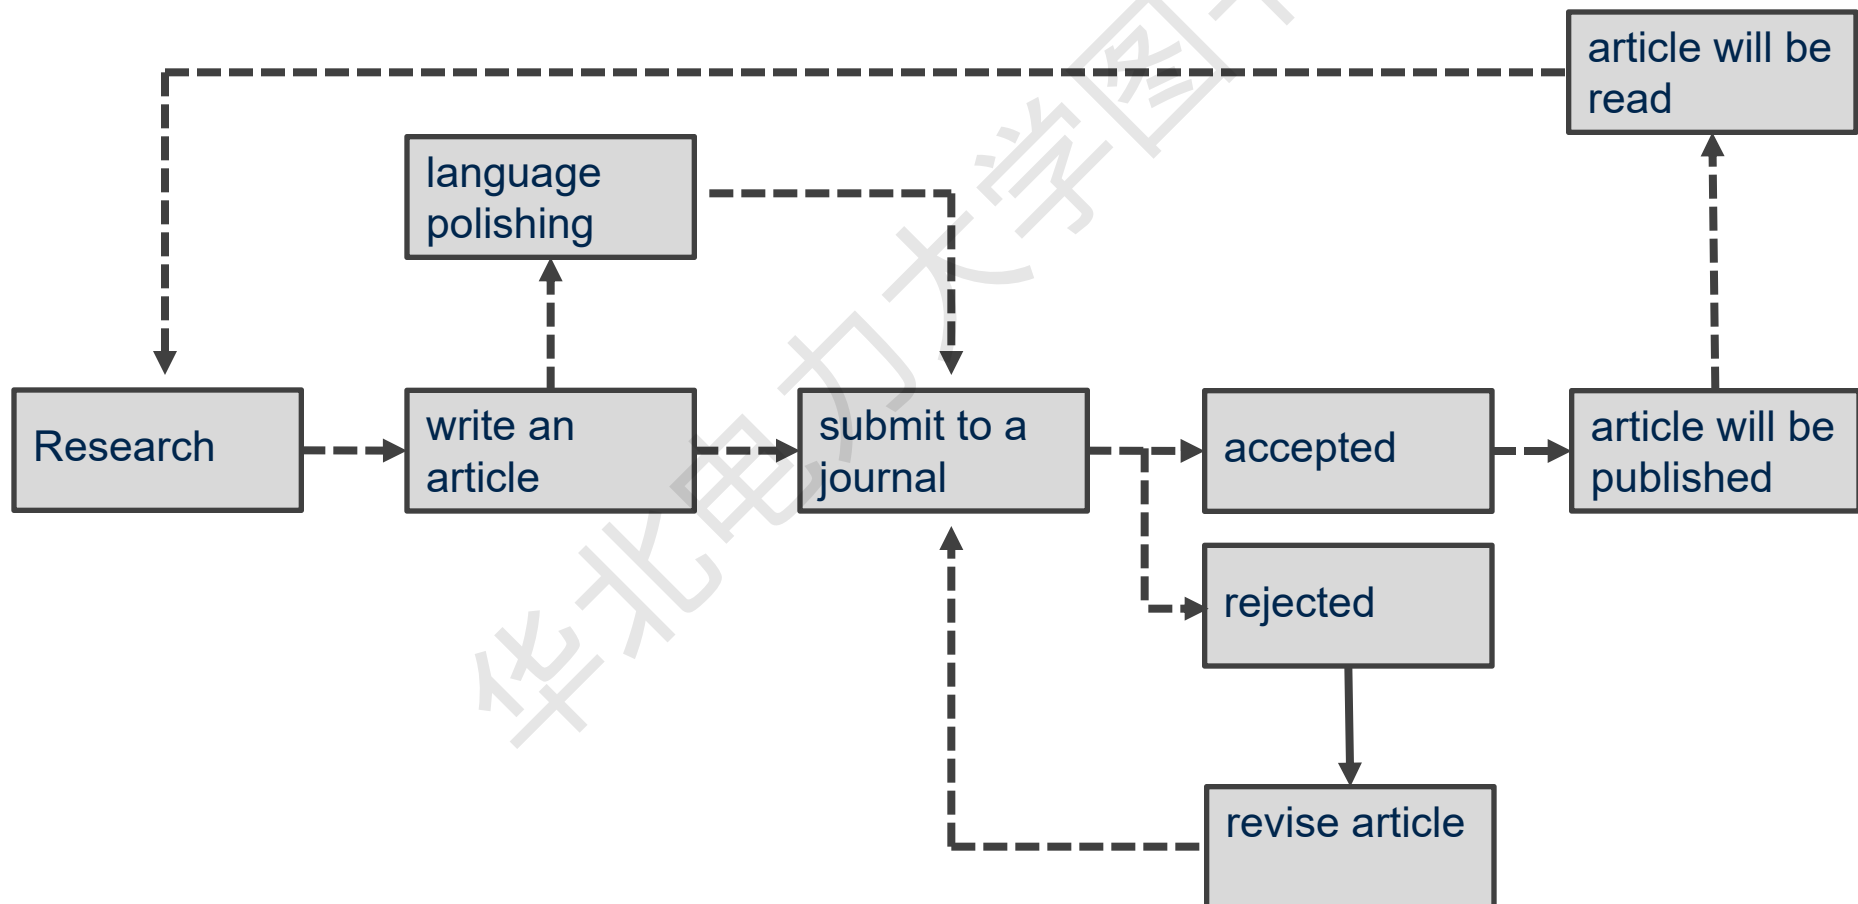 article will be
read
language
polishing
Research
write an
article
submit to a
journal
accepted
article will be
published
rejected
revise article
华北电力大学图